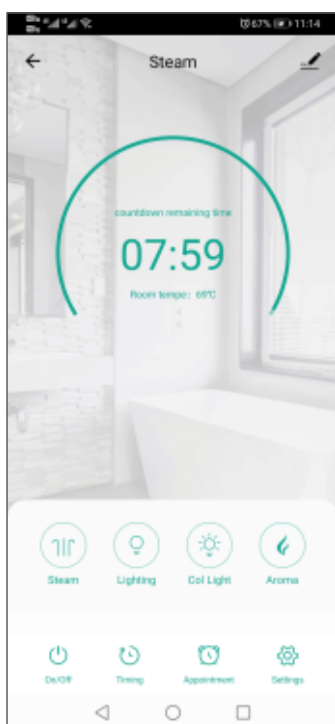 67% 11:14
Steam
countdown remaining time
07:59
Room tempe: 69℃
Steam Lighting Col Light Aroma
On/Off Timing Appointment Settings